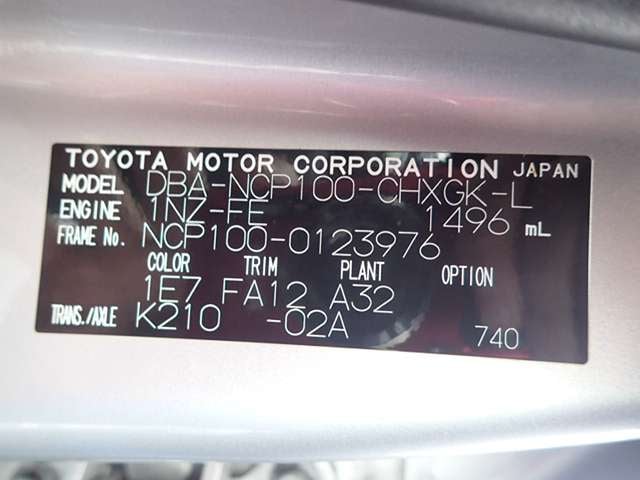 TOYOTA MOTOR CORPORATION JAPAN
MODEL DBA-NCP100-CHXGK-L
ENGINE 1NZ-FE 1496 mL
FRAME No. NCP100-0123976
COLOR TRIM PLANT OPTION
1E7 FA12 A32
TRANS./AXLE K210 -02A 740